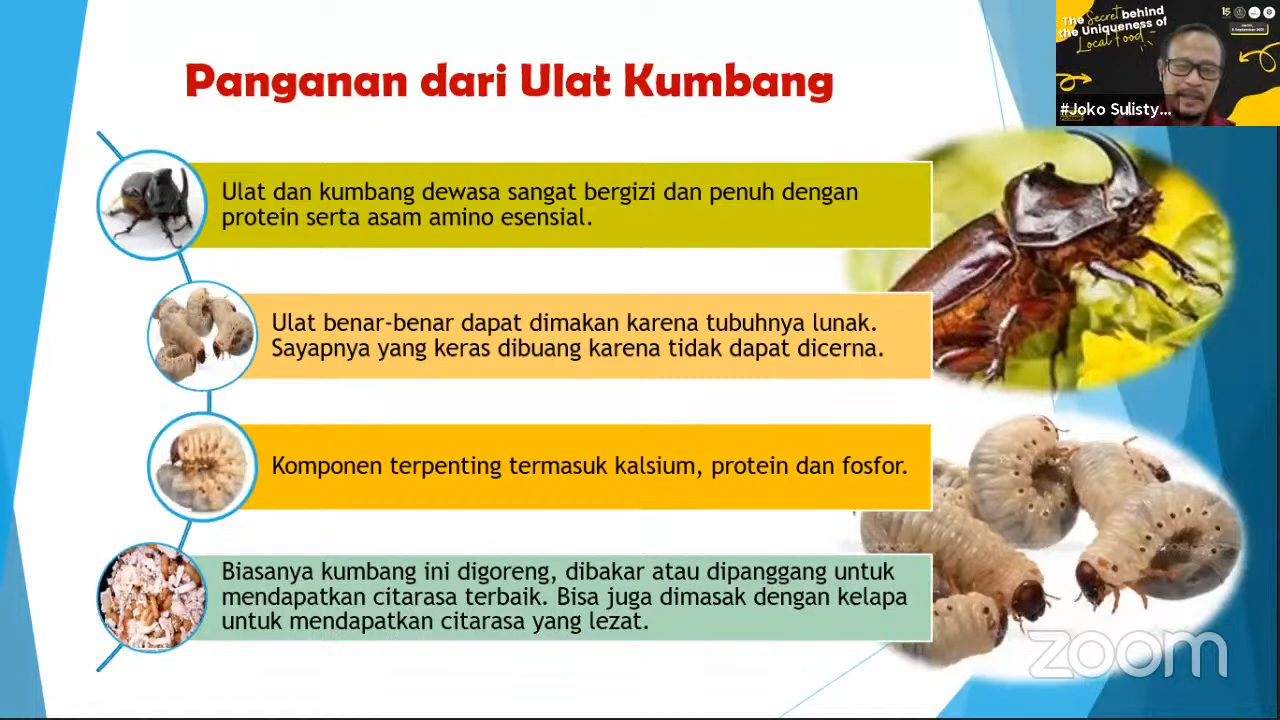 Panganan dari Ulat Kumbang
The Secret behind
the Uniqueness of
Local Food
#Joko Sulisty...
Ulat dan kumbang dewasa sangat bergizi dan penuh dengan
protein serta asam amino esensial.
Ulat benar-benar dapat dimakan karena tubuhnya lunak.
Sayapnya yang keras dibuang karena tidak dapat dicerna.
Komponen terpenting termasuk kalsium, protein dan fosfor.
Biasanya kumbang ini digoreng, dibakar atau dipanggang untuk
mendapatkan citarasa terbaik. Bisa juga dimasak dengan kelapa
untuk mendapatkan citarasa yang lezat.
zoom